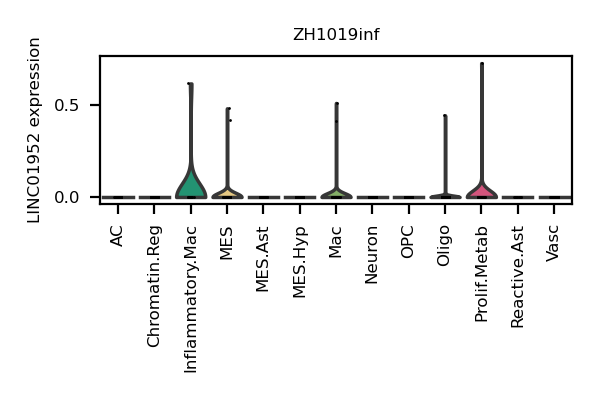 ZH1019inf
LINC01952 expression
0.5
0.0
AC
Chromatin.Reg
Inflammatory.Mac
MES
MES.Ast
MES.Hyp
Mac
Neuron
OPC
Oligo
Prolif.Metab
Reactive.Ast
Vasc